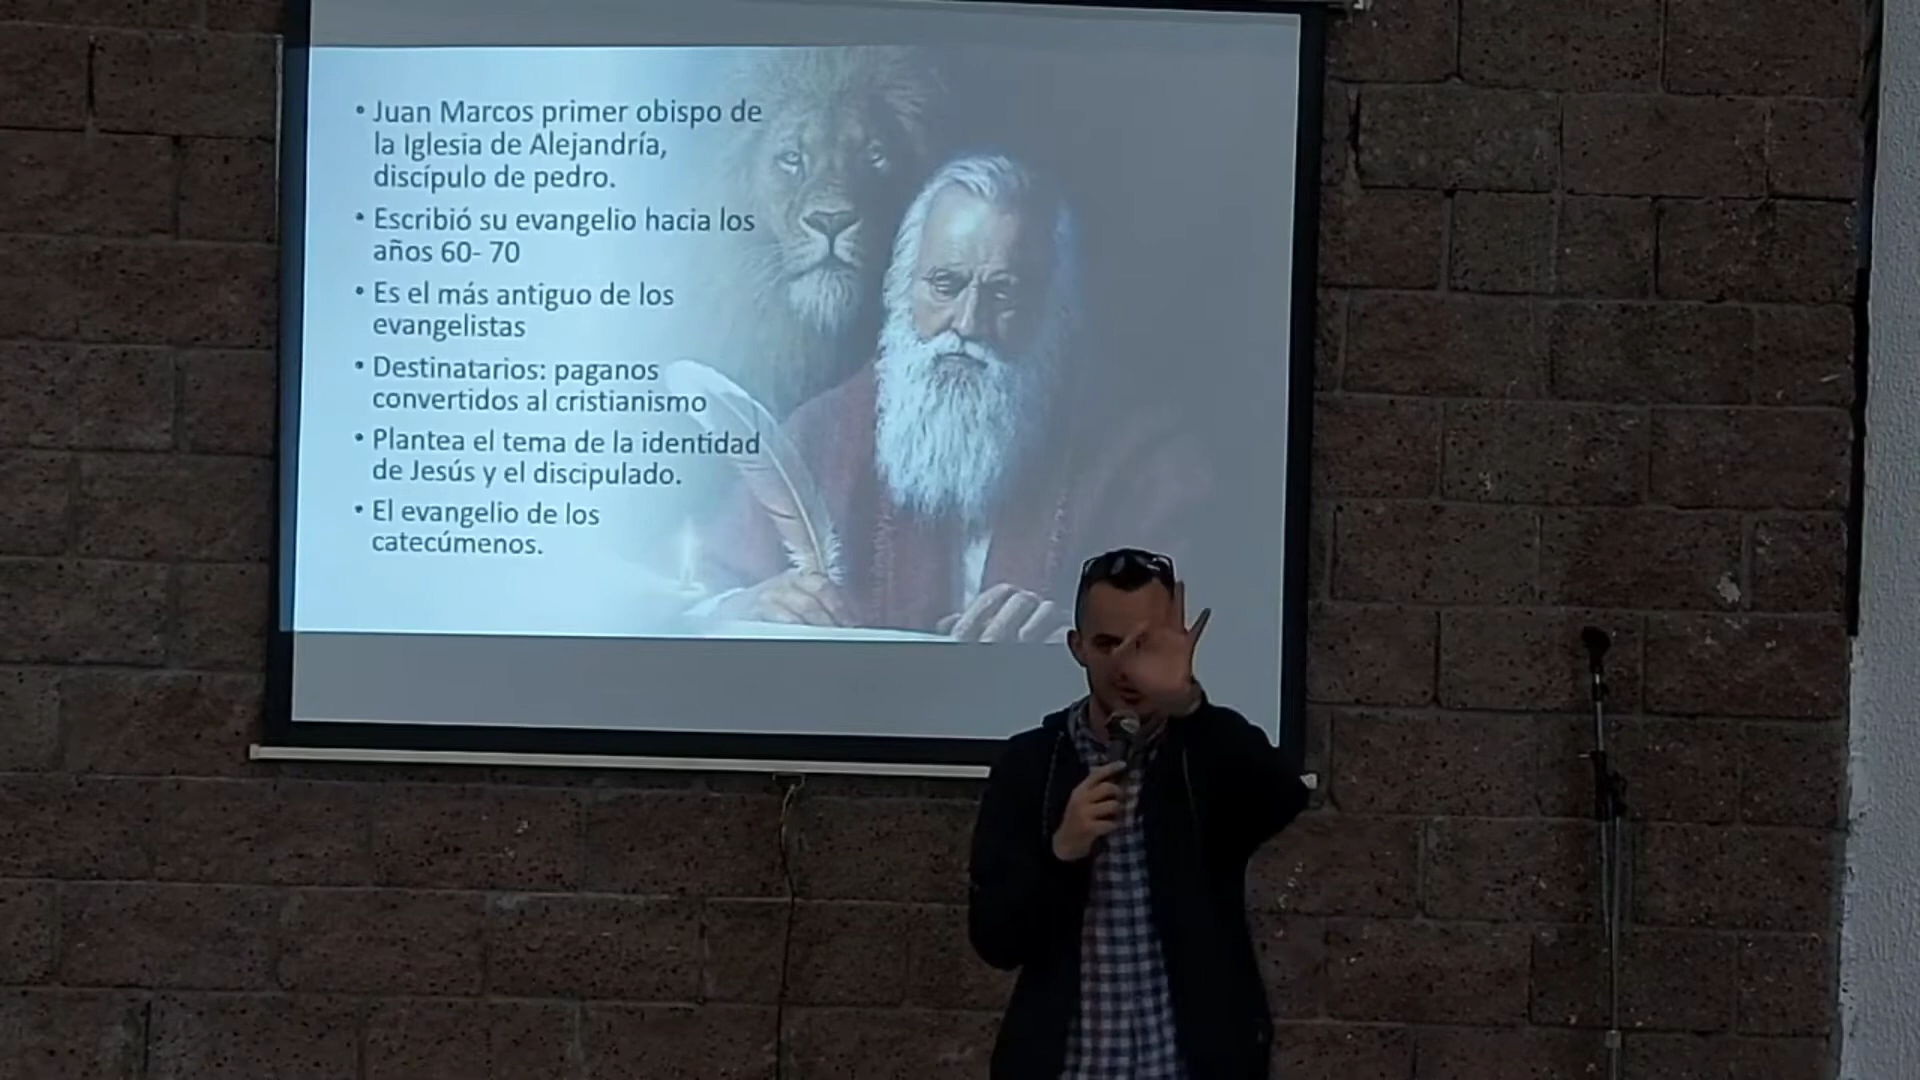 • Juan Marcos primer obispo de
la Iglesia de Alejandría,
discípulo de pedro.
• Escribió su evangelio hacia los
años 60- 70
• Es el más antiguo de los
evangelistas
• Destinatarios: paganos
convertidos al cristianismo
• Plantea el tema de la identidad
de Jesús y el discipulado.
• El evangelio de los
catecúmenos.